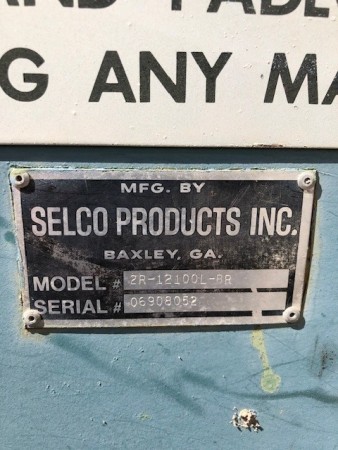 G ANY MA
MFG. BY
SELCO PRODUCTS INC.
BAXLEY, GA.
MODEL # 2R-12100L-RR
SERIAL # 06908052